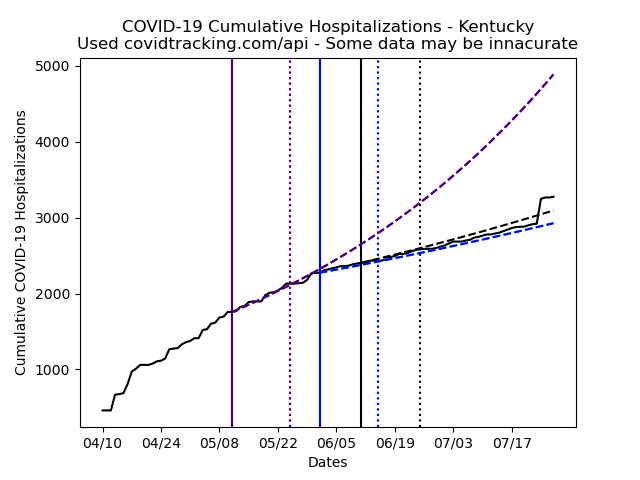 COVID-19 Cumulative Hospitalizations - Kentucky
Used covidtracking.com/api - Some data may be innacurate
Cumulative COVID-19 Hospitalizations
5000
4000
3000
2000
1000
04/10 04/24 05/08 05/22 06/05 06/19 07/03 07/17
Dates